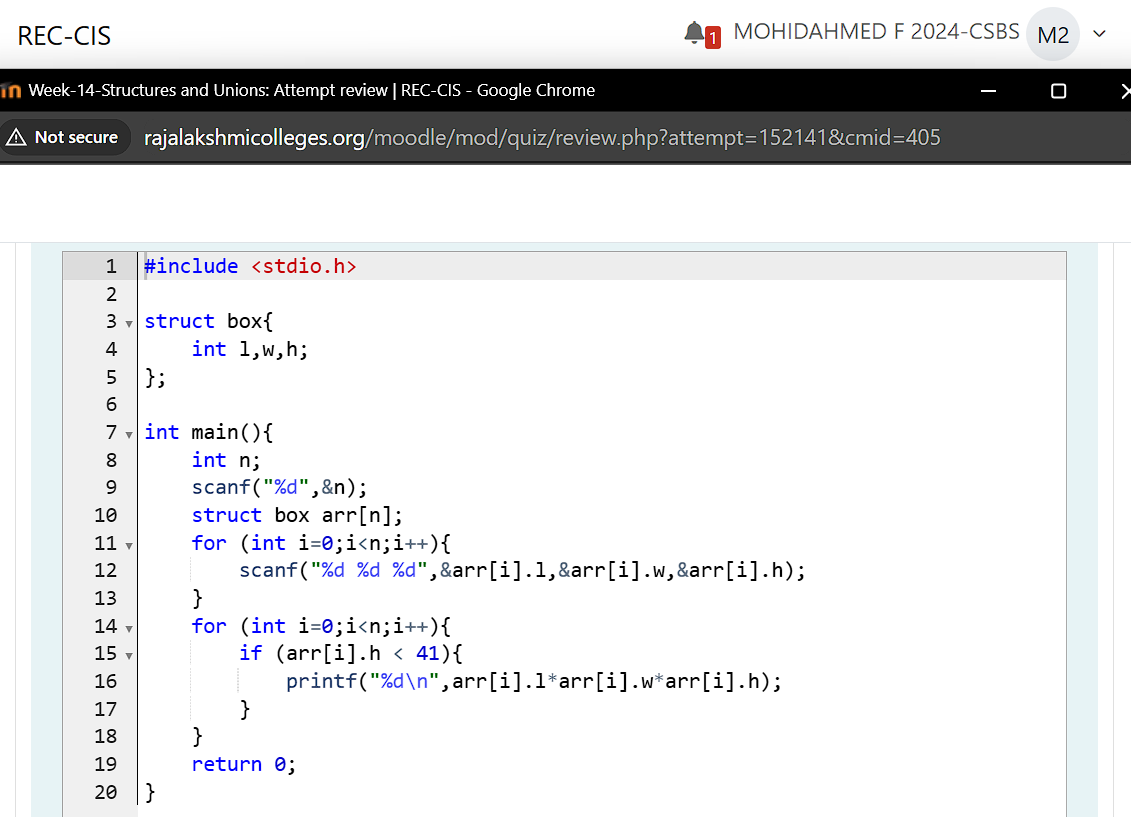 REC-CIS
1
MOHIDAHMED F 2024-CSBS
M2
Week-14-Structures and Unions: Attempt review | REC-CIS - Google Chrome
Not secure
rajalakshmicolleges.org/moodle/mod/quiz/review.php?attempt=152141&cmid=405
1 #include <stdio.h>
2
3 struct box{
4     int l,w,h;
5 };
6
7 int main(){
8     int n;
9     scanf("%d",&n);
10     struct box arr[n];
11     for (int i=0;i<n;i++){
12         scanf("%d %d %d",&arr[i].l,&arr[i].w,&arr[i].h);
13     }
14     for (int i=0;i<n;i++){
15         if (arr[i].h < 41){
16             printf("%d\n",arr[i].l*arr[i].w*arr[i].h);
17         }
18     }
19     return 0;
20 }